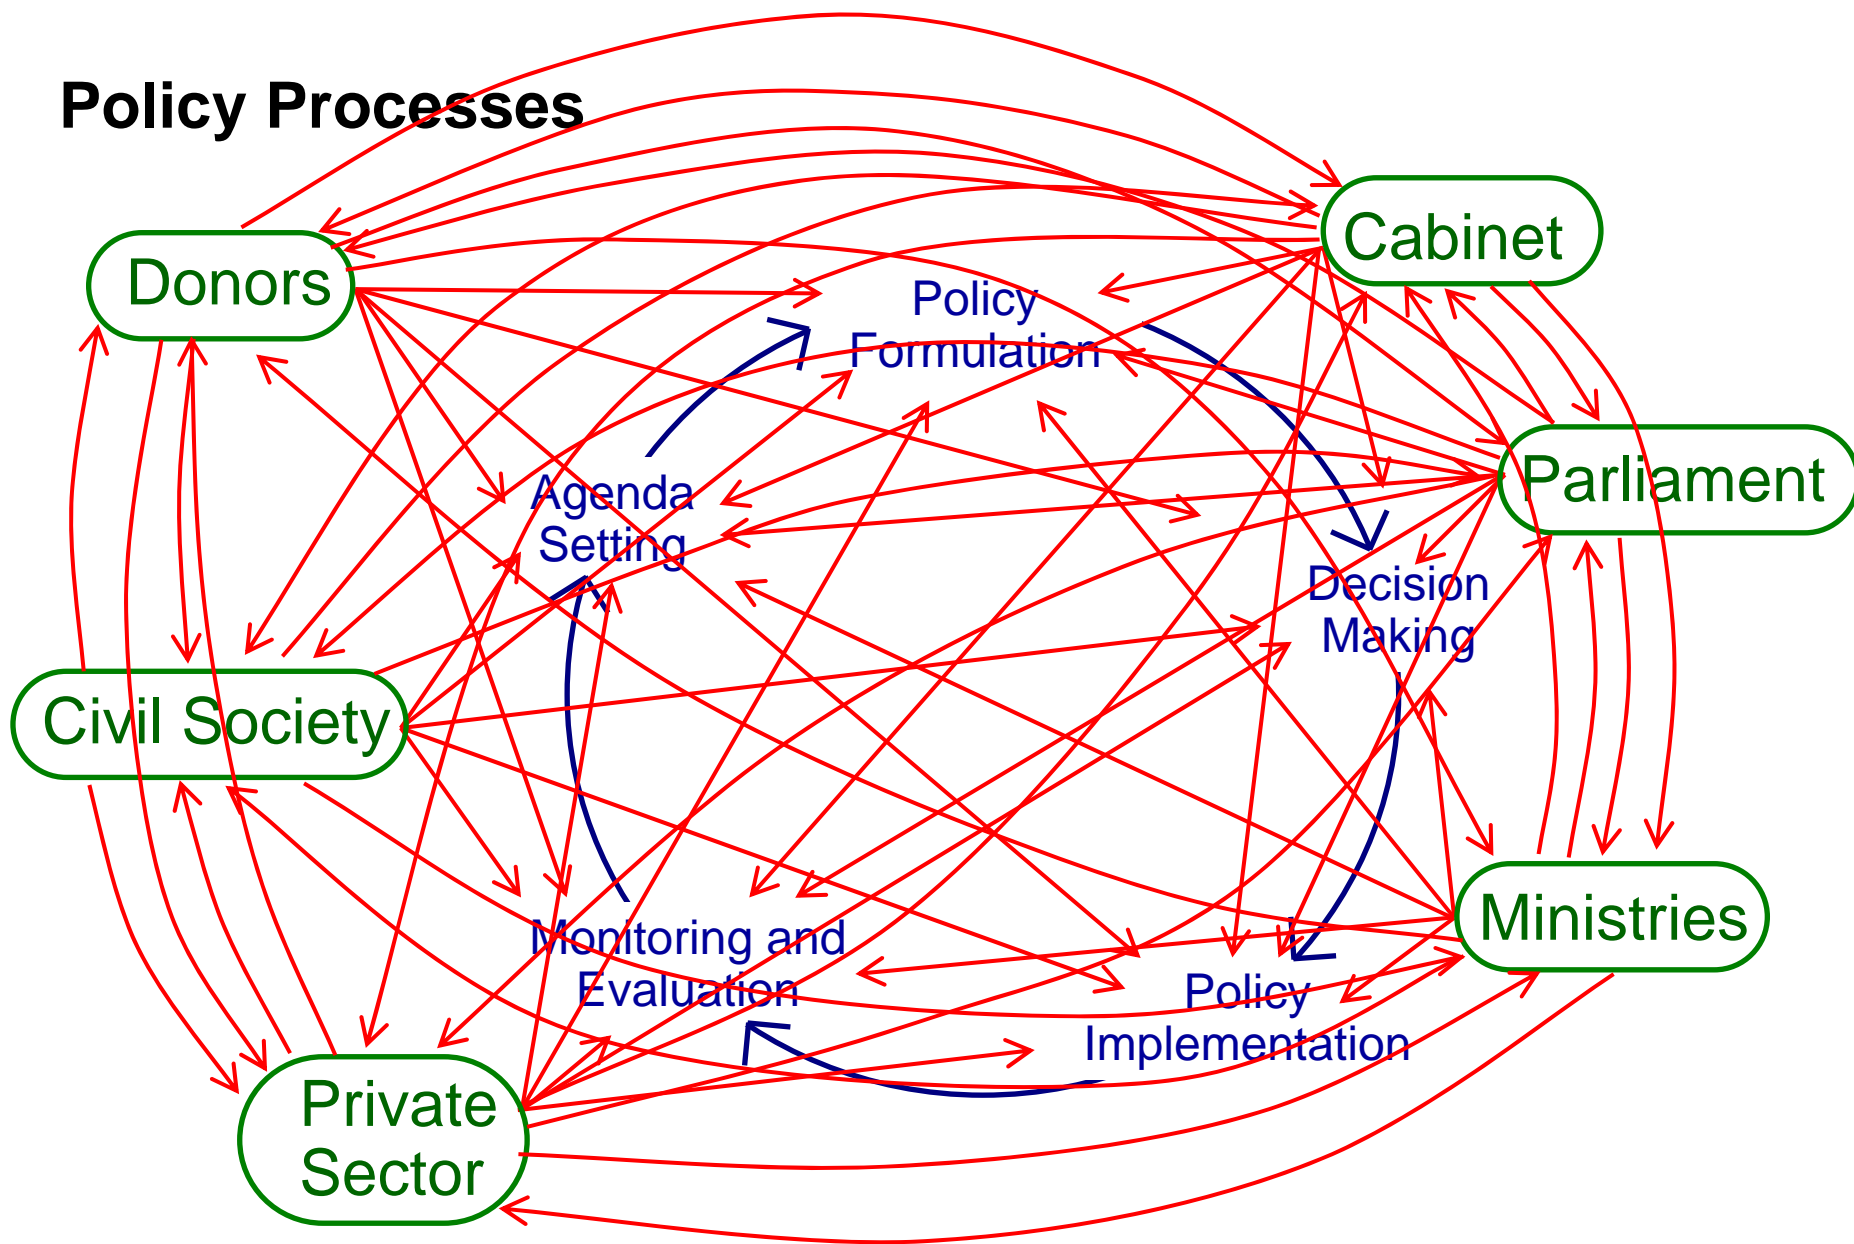 Policy Processes
Cabinet
Donors
Policy
Formulation
Parliament
Agenda
Setting
Decision
Making
Civil Society
Ministries
Monitoring and
Evaluation
Policy
Implementation
Private
Sector